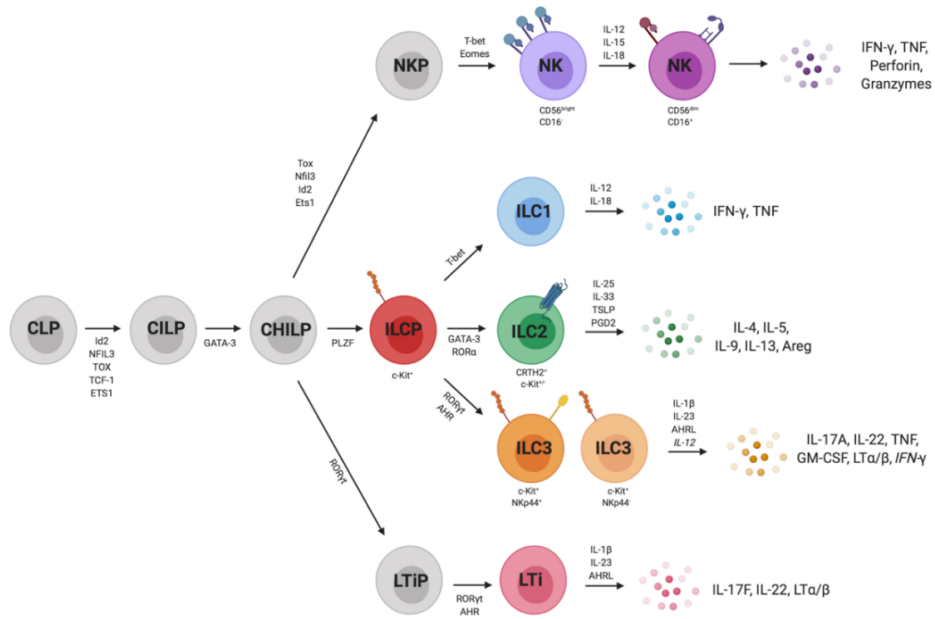 NKP
T-bet
Eomes
NK
CD56bright
CD16-
IL-12
IL-15
IL-18
NK
CD56dim
CD16+
IFN-γ, TNF,
Perforin,
Granzymes
Tox
Nfil3
Id2
Ets1
T-bet
ILC1
IL-12
IL-18
IFN-γ, TNF
CLP
Id2
NFIL3
TOX
TCF-1
ETS1
CILP
GATA-3
CHILP
PLZF
ILCP
c-Kit+
GATA-3
RORα
ILC2
CRTH2+
c-Kit+/-
IL-25
IL-33
TSLP
PGD2
IL-4, IL-5,
IL-9, IL-13, Areg
RORγt
AHR
ILC3
c-Kit+
NKp44+
ILC3
c-Kit+
NKp44-
IL-1β
IL-23
AHRL
IL-12
IL-17A, IL-22, TNF,
GM-CSF, LTα/β, IFN-γ
RORγt
LTiP
RORγt
AHR
LTi
IL-1β
IL-23
AHRL
IL-17F, IL-22, LTα/β